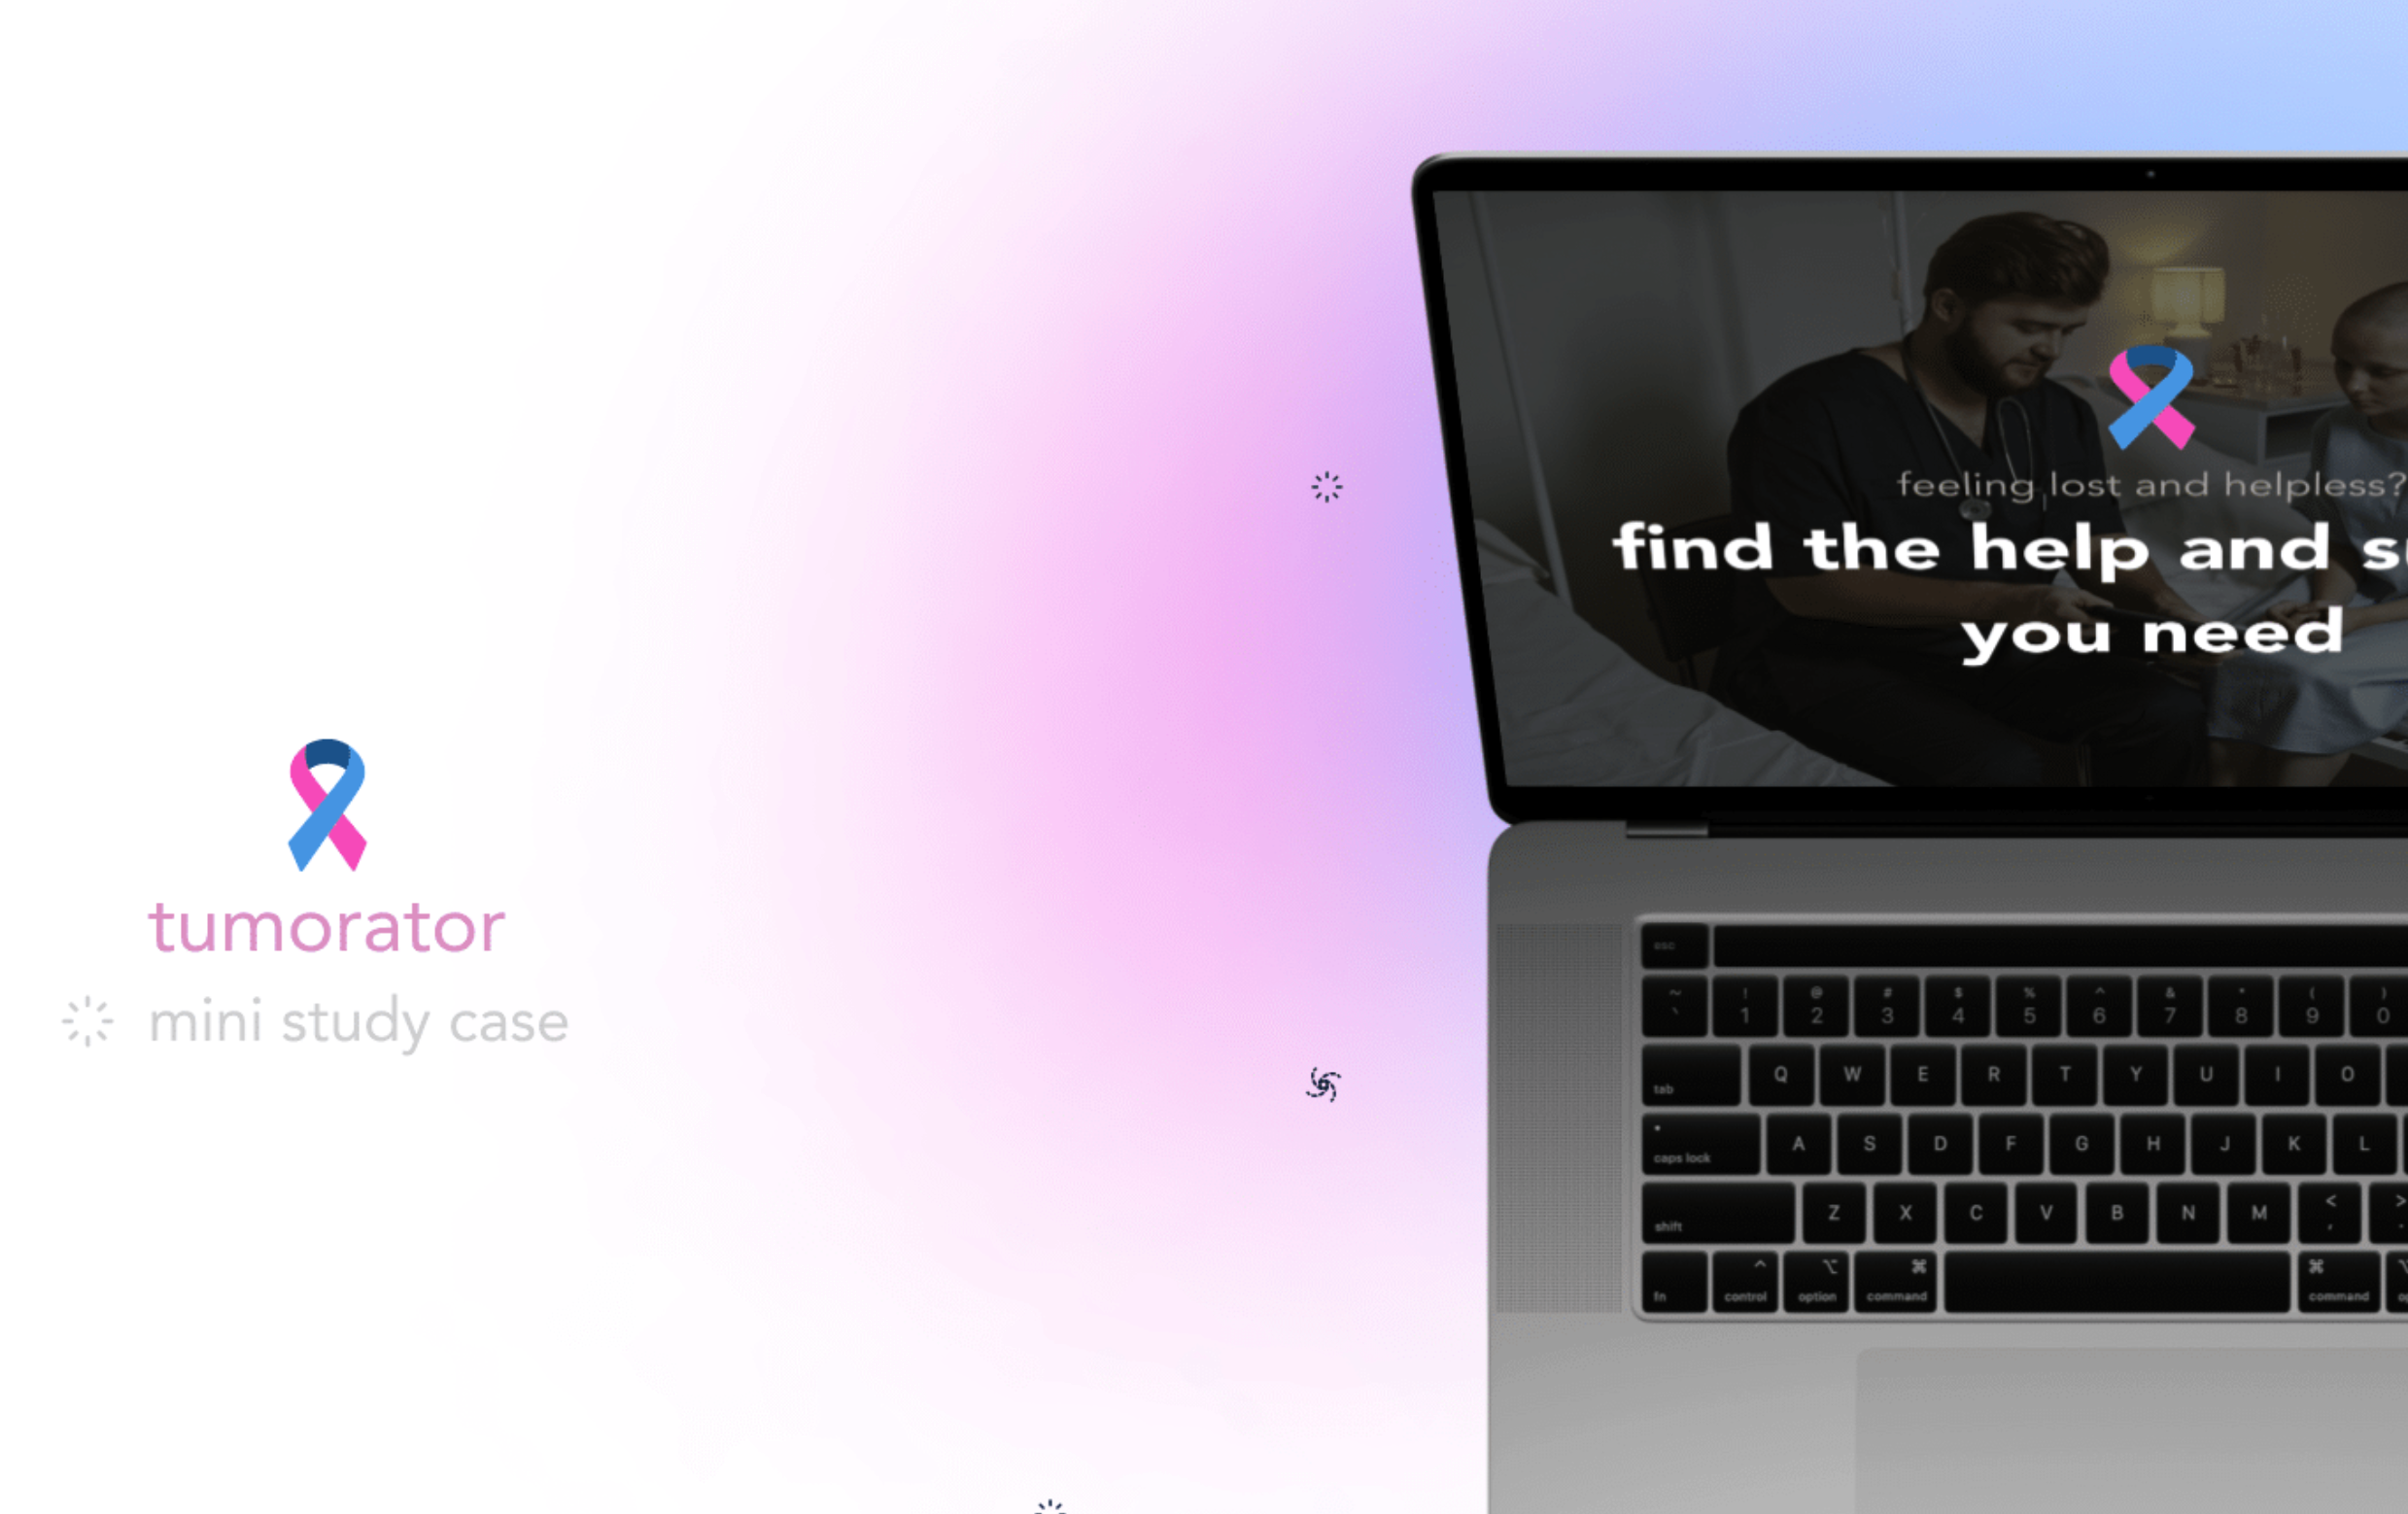 tumorator
mini study case
feeling lost and helpless?
find the help and
you need
esc
~ ! @ # $ % ^ & * ( )
` 1 2 3 4 5 6 7 8 9 0
tab Q W E R T Y U I O
caps lock A S D F G H J K L
shift Z X C V B N M < >
,
fn control option command command